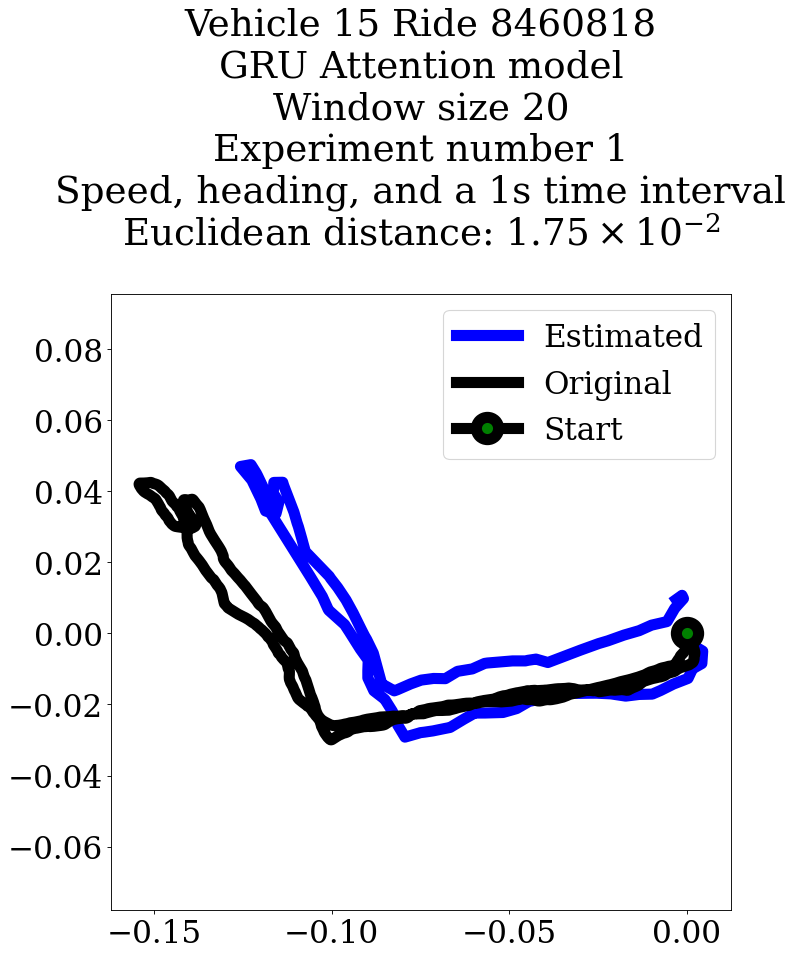 Vehicle 15 Ride 8460818
GRU Attention model
Window size 20
Experiment number 1
Speed, heading, and a 1s time interval
Euclidean distance: 1.75 × 10⁻²
Estimated
Original
Start
0.08
0.06
0.04
0.02
0.00
−0.02
−0.04
−0.06
−0.15 −0.10 −0.05 0.00